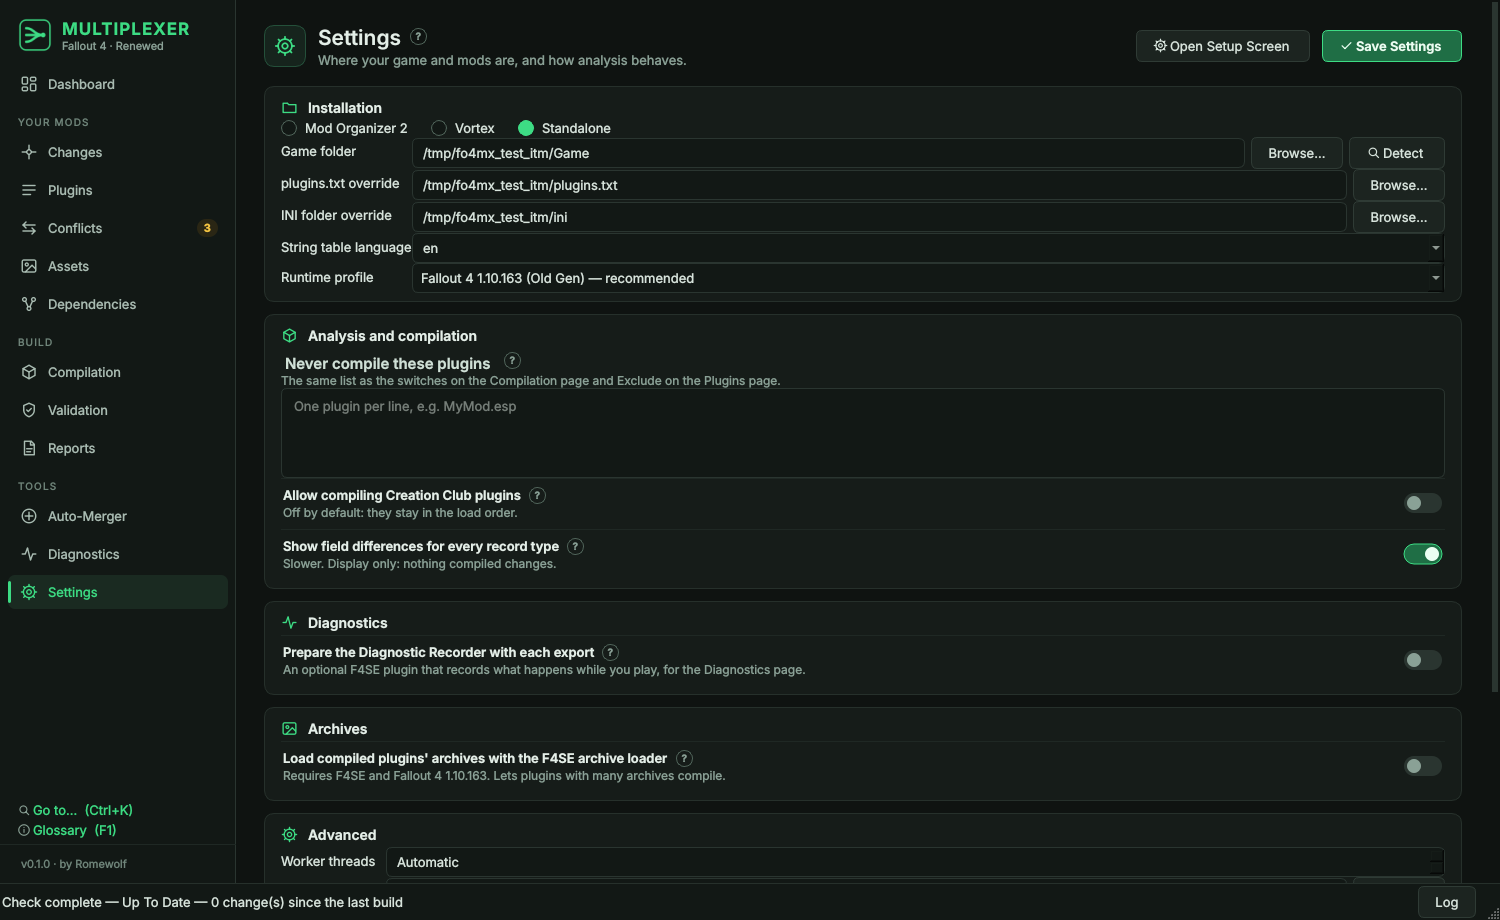 MULTIPLEXER
Fallout 4 · Renewed
Dashboard
YOUR MODS
Changes
Plugins
Conflicts 3
Assets
Dependencies
BUILD
Compilation
Validation
Reports
TOOLS
Auto-Merger
Diagnostics
Settings
Go to... (Ctrl+K)
Glossary (F1)
v0.1.0 · by Romewolf
Settings ?
Where your game and mods are, and how analysis behaves.
Open Setup Screen
Save Settings
Installation
Mod Organizer 2 Vortex Standalone
Game folder /tmp/fo4mx_test_itm/Game Browse... Detect
plugins.txt override /tmp/fo4mx_test_itm/plugins.txt Browse...
INI folder override /tmp/fo4mx_test_itm/ini Browse...
String table language en
Runtime profile Fallout 4 1.10.163 (Old Gen) — recommended
Analysis and compilation
Never compile these plugins ?
The same list as the switches on the Compilation page and Exclude on the Plugins page.
One plugin per line, e.g. MyMod.esp
Allow compiling Creation Club plugins ?
Off by default: they stay in the load order.
Show field differences for every record type ?
Slower. Display only: nothing compiled changes.
Diagnostics
Prepare the Diagnostic Recorder with each export ?
An optional F4SE plugin that records what happens while you play, for the Diagnostics page.
Archives
Load compiled plugins' archives with the F4SE archive loader ?
Requires F4SE and Fallout 4 1.10.163. Lets plugins with many archives compile.
Advanced
Worker threads Automatic
Check complete — Up To Date — 0 change(s) since the last build
Log